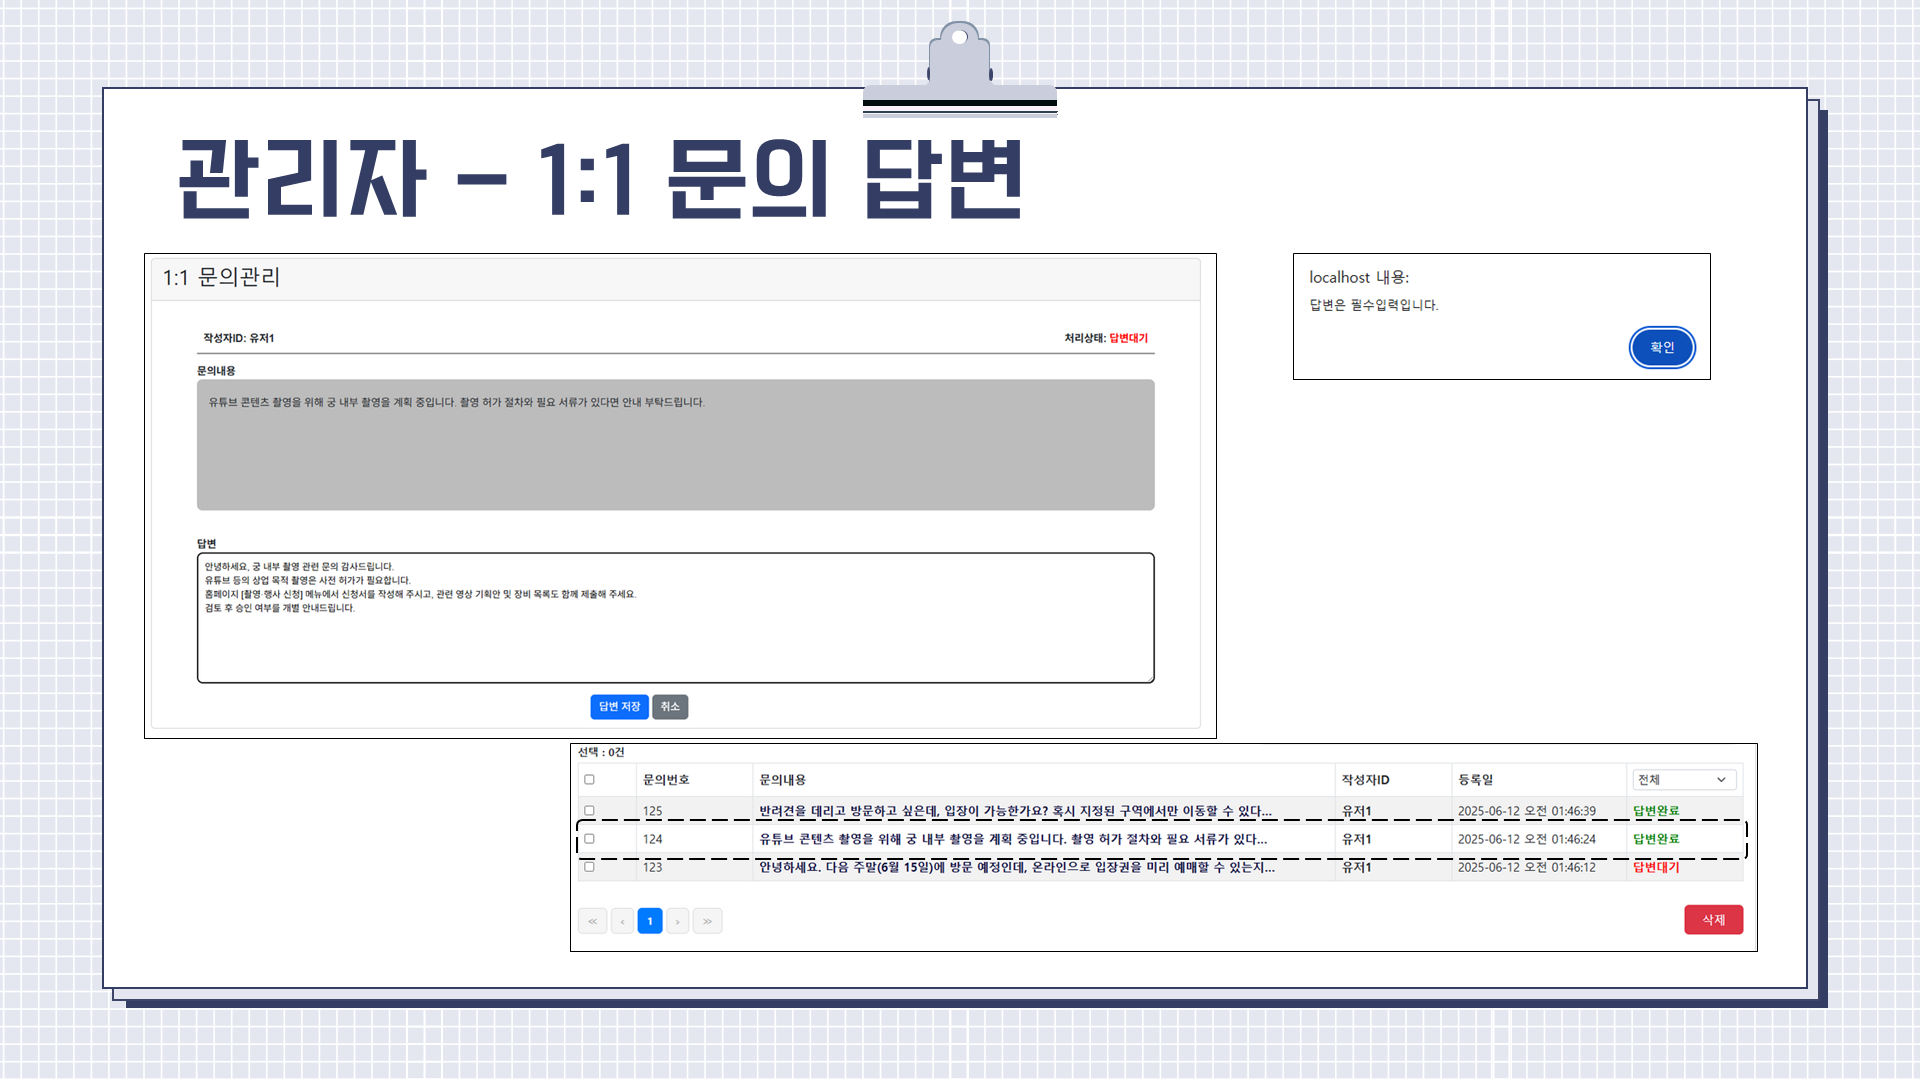 관리자 – 1:1 문의 답변
1:1 문의관리
작성자ID: 유저1
처리상태: 답변대기
문의내용
유튜브 콘텐츠 촬영을 위해 궁 내부 촬영을 계획 중입니다. 촬영 허가 절차와 필요 서류가 있다면 안내 부탁드립니다.
답변
안녕하세요, 궁 내부 촬영 관련 문의 감사드립니다.
유튜브 등의 상업 목적 촬영은 사전 허가가 필요합니다.
홈페이지 [촬영·행사 신청] 메뉴에서 신청서를 작성해 주시고, 관련 영상 기획안 및 장비 목록도 함께 제출해 주세요.
검토 후 승인 여부를 개별 안내드립니다.
답변 저장 취소
localhost 내용:
답변은 필수입력입니다.
확인
선택 : 0건
문의번호 문의내용 작성자ID 등록일 전체
125 반려견을 데리고 방문하고 싶은데, 입장이 가능한가요? 혹시 지정된 구역에서만 이동할 수 있다... 유저1 2025-06-12 오전 01:46:39 답변완료
124 유튜브 콘텐츠 촬영을 위해 궁 내부 촬영을 계획 중입니다. 촬영 허가 절차와 필요 서류가 있다... 유저1 2025-06-12 오전 01:46:24 답변완료
123 안녕하세요. 다음 주말(6월 15일)에 방문 예정인데, 온라인으로 입장권을 미리 예매할 수 있는지... 유저1 2025-06-12 오전 01:46:12 답변대기
« ‹ 1 › »
삭제